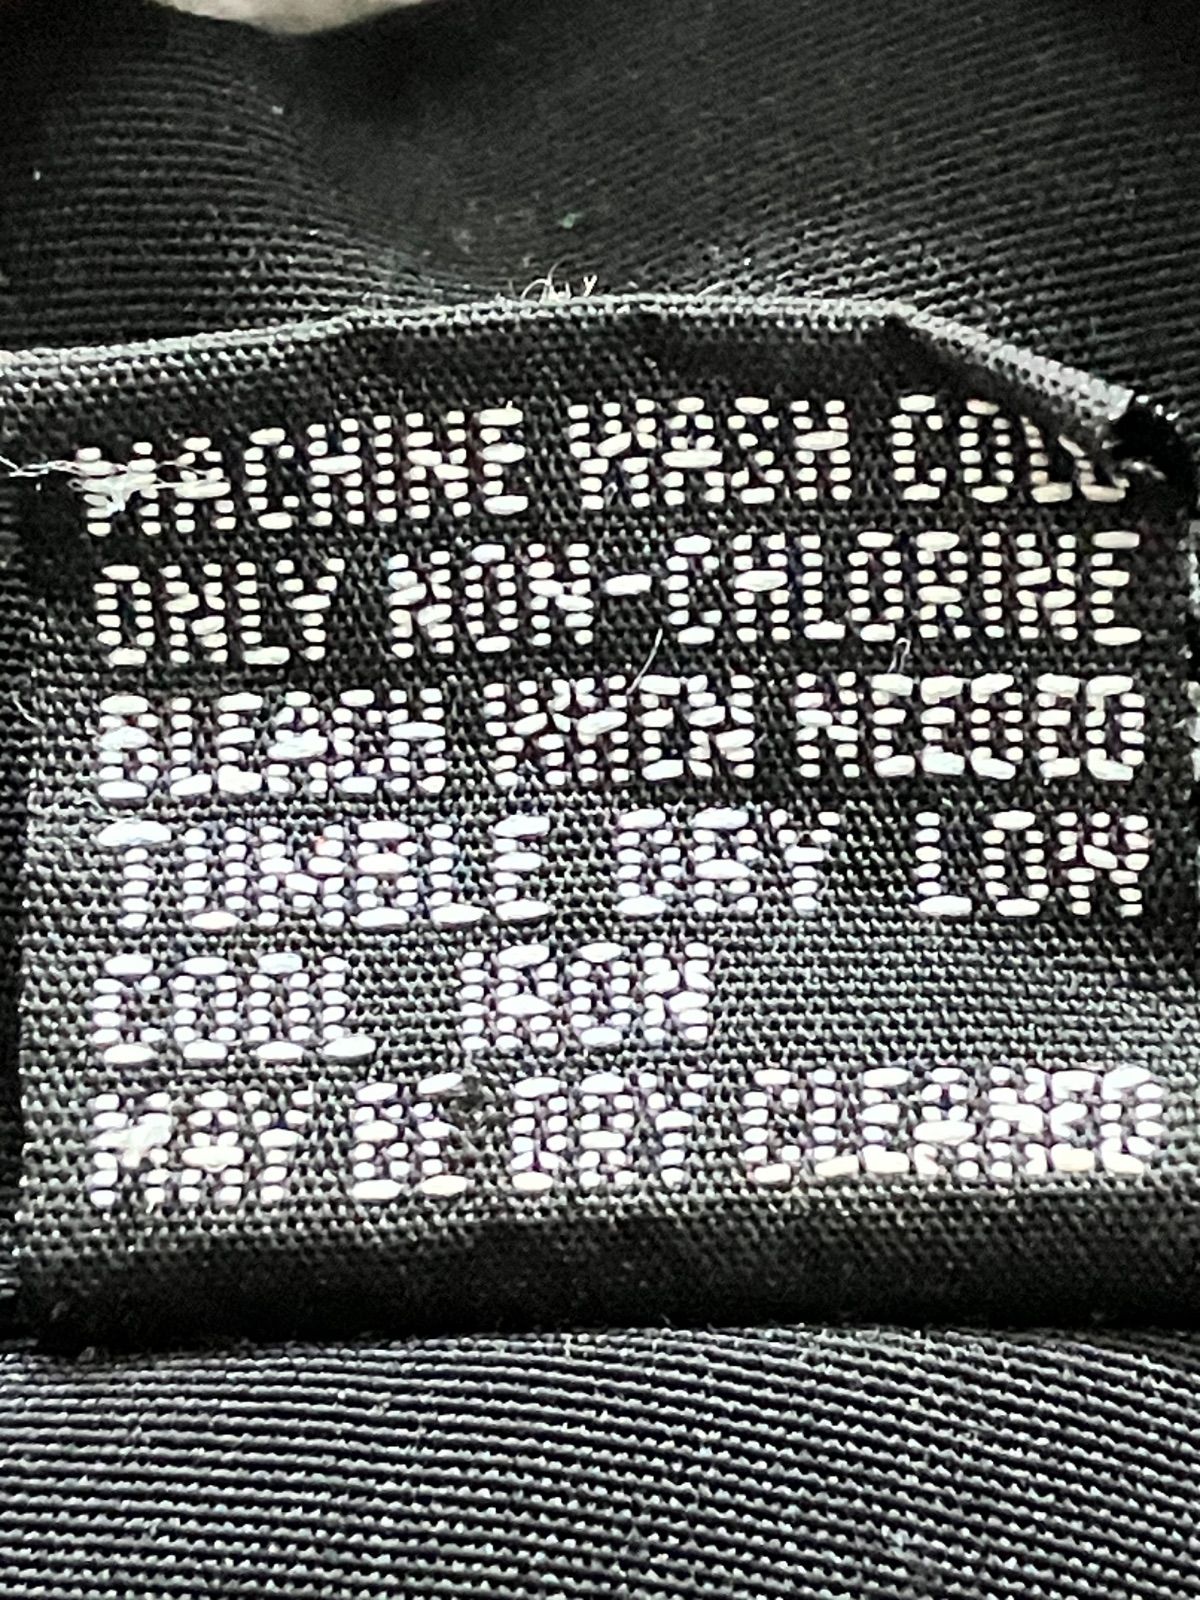 MACHINE WASH COLD
ONLY NON-CHLORINE
BLEACH WHEN NEEDED
TUMBLE DRY LOW
COOL IRON
MAY BE DRY CLEANED